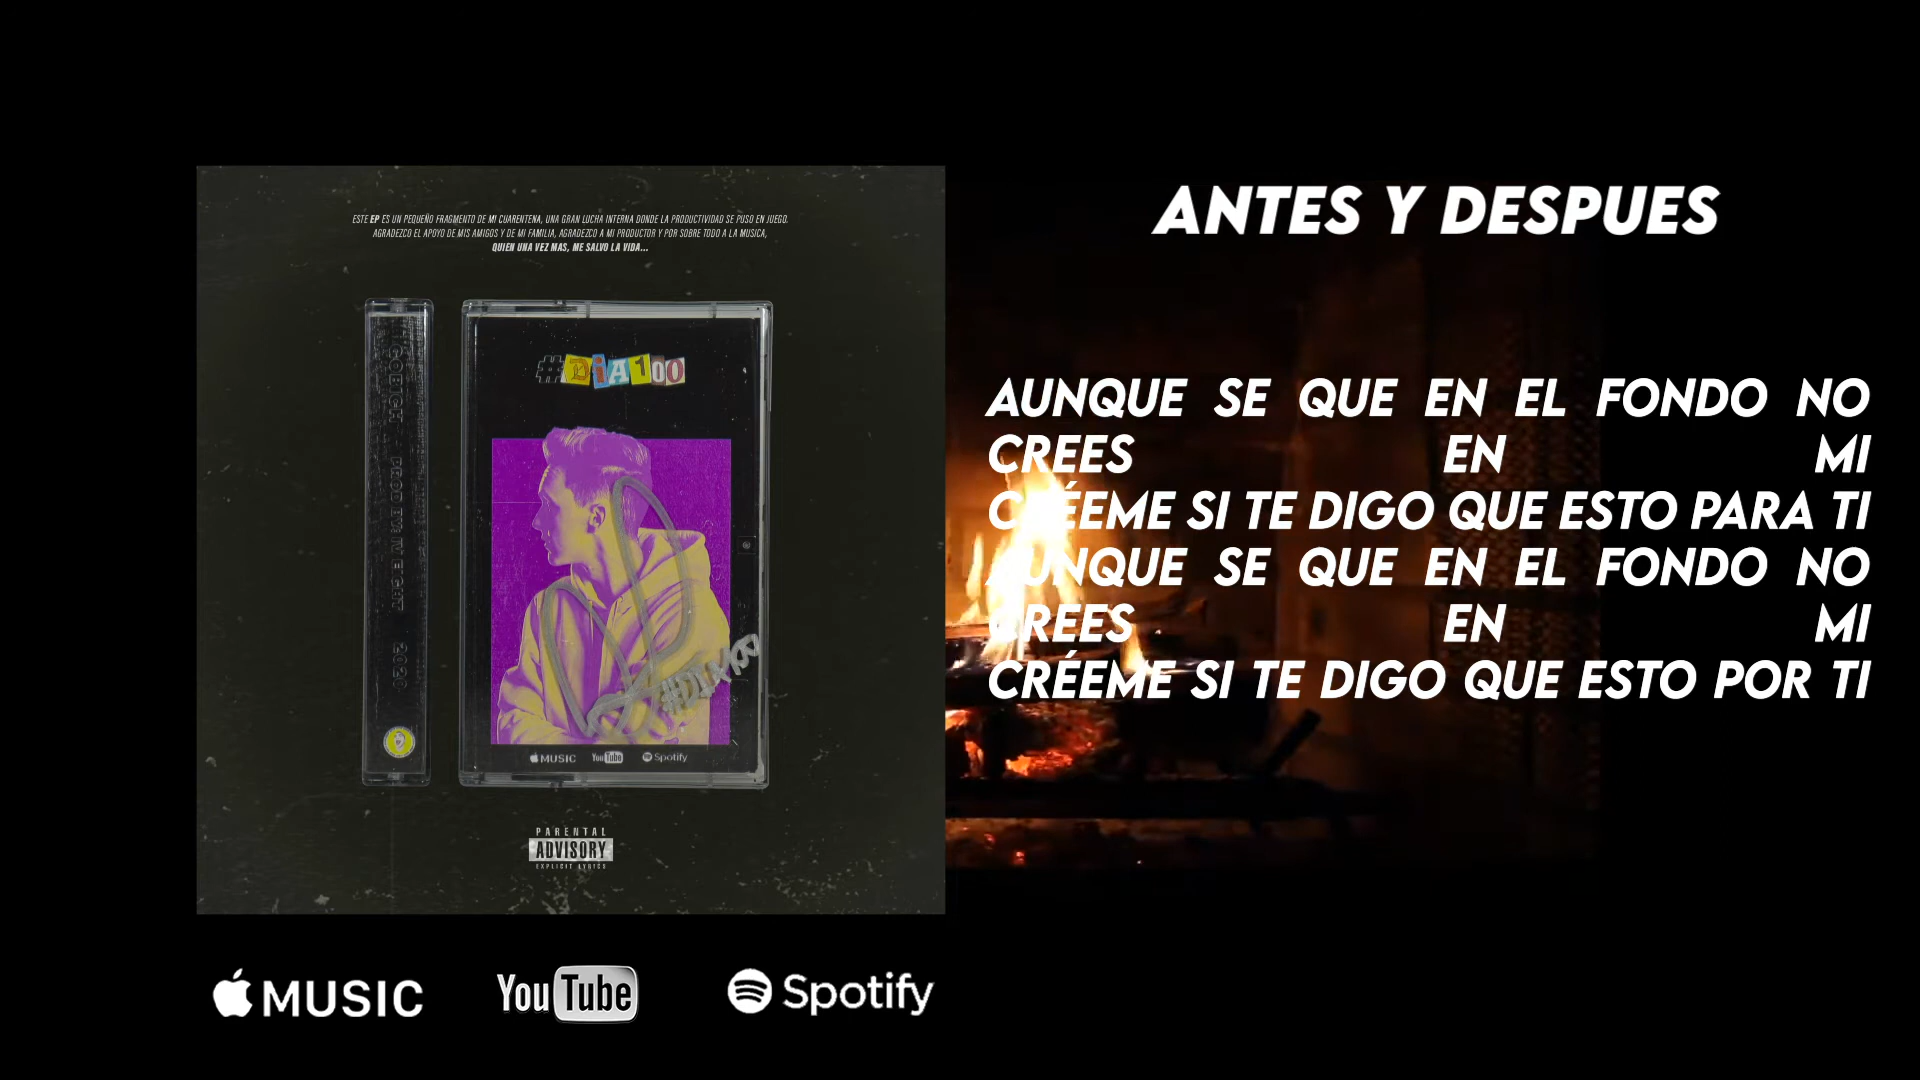 ESTE EP ES UN PEQUEÑO FRAGMENTO DE MI CUARENTENA, UNA GRAN LUCHA INTERNA DONDE LA PRODUCTIVIDAD SE PUSO EN JUEGO.
AGRADEZCO EL APOYO DE MIS AMIGOS Y DE MI FAMILIA, AGRADEZCO A MI PRODUCTOR Y POR SOBRE TODO A LA MUSICA,
QUIEN UNA VEZ MAS, ME SALVO LA VIDA...
#DiA100
#DIA100
MUSIC YouTube Spotify
PARENTAL
ADVISORY
EXPLICIT LYRICS
MUSIC YouTube Spotify
ANTES Y DESPUES
AUNQUE SE QUE EN EL FONDO NO
CREES EN MI
CRÉEME SI TE DIGO QUE ESTO PARA TI
AUNQUE SE QUE EN EL FONDO NO
CREES EN MI
CRÉEME SI TE DIGO QUE ESTO POR TI